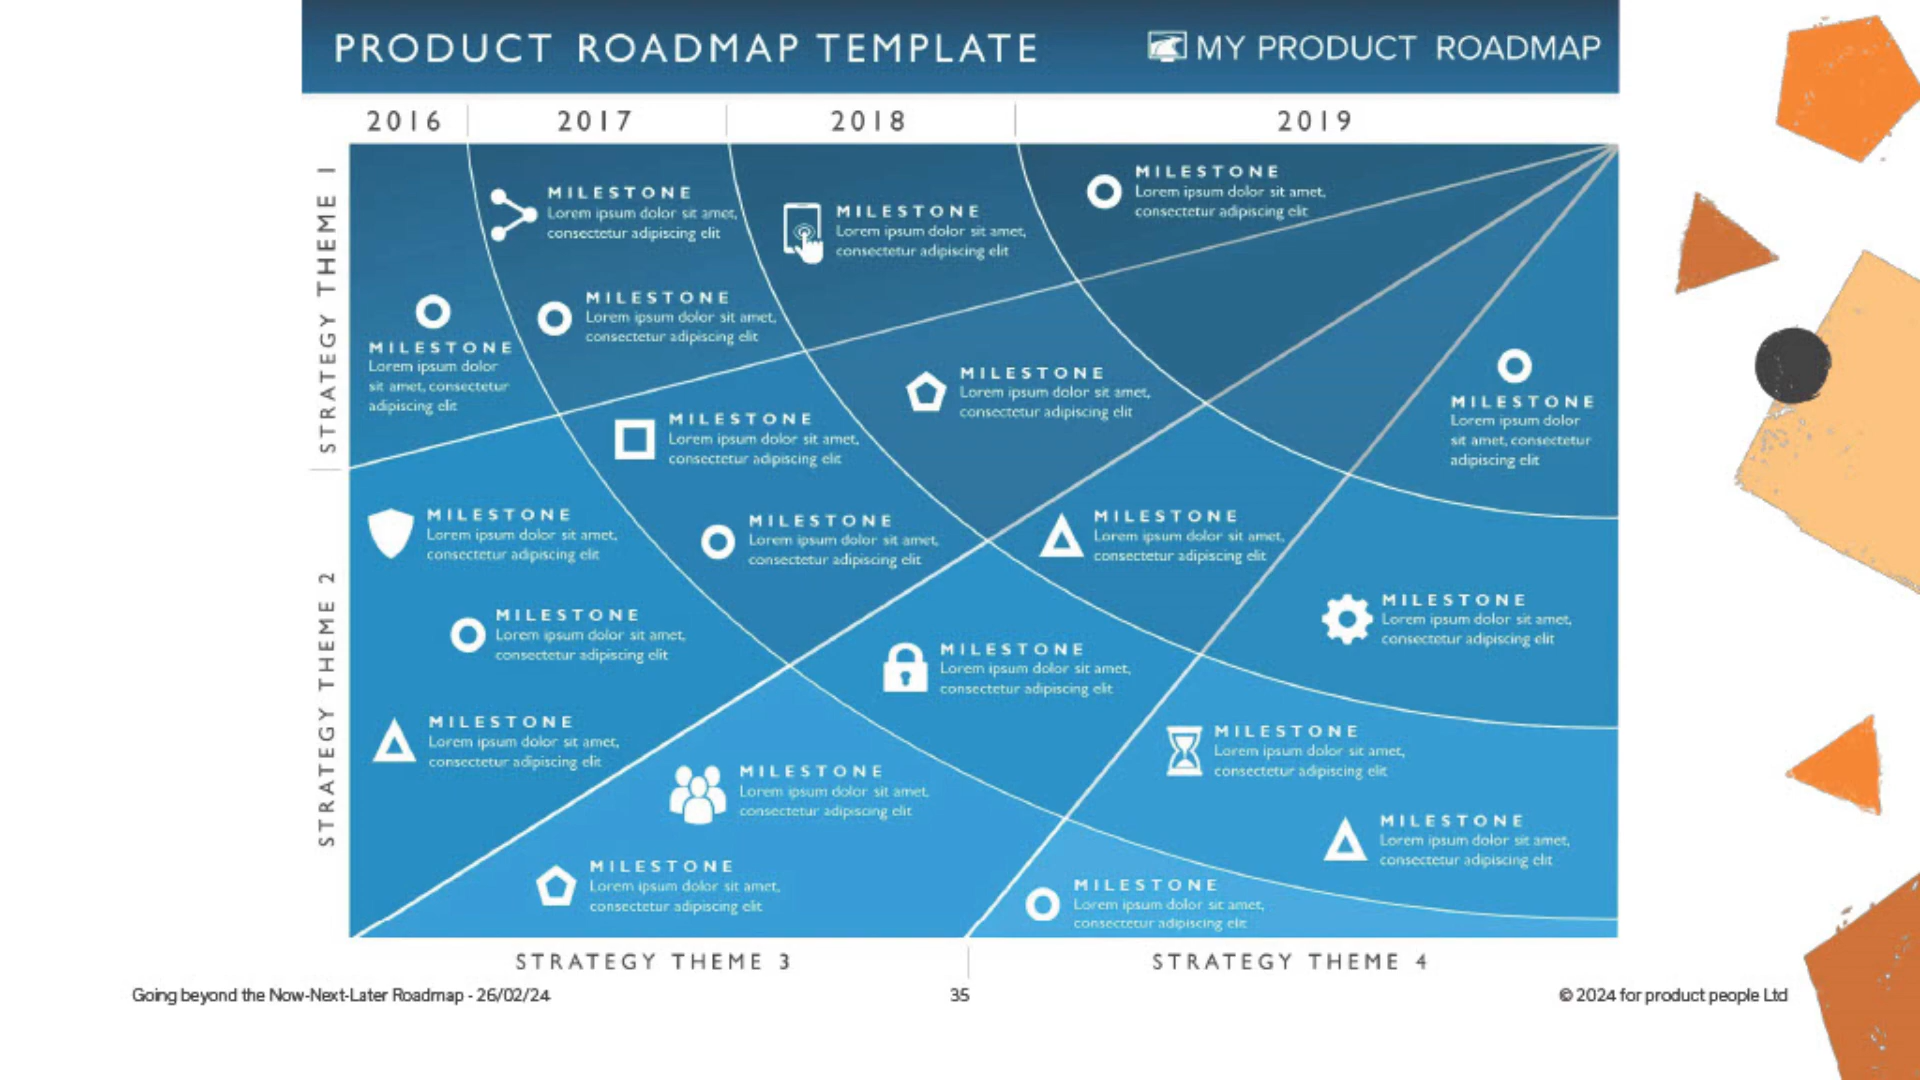 PRODUCT ROADMAP TEMPLATE
MY PRODUCT ROADMAP
2016
2017
2018
2019
STRATEGY THEME 1
STRATEGY THEME 2
MILESTONE
Lorem ipsum dolor sit amet,
consectetur adipiscing elit
MILESTONE
Lorem ipsum dolor sit amet,
consectetur adipiscing elit
MILESTONE
Lorem ipsum dolor sit amet,
consectetur adipiscing elit
MILESTONE
Lorem ipsum dolor sit amet,
consectetur adipiscing elit
MILESTONE
Lorem ipsum dolor
sit amet, consectetur
adipiscing elit
MILESTONE
Lorem ipsum dolor sit amet,
consectetur adipiscing elit
MILESTONE
Lorem ipsum dolor
sit amet, consectetur
adipiscing elit
MILESTONE
Lorem ipsum dolor sit amet,
consectetur adipiscing elit
MILESTONE
Lorem ipsum dolor sit amet,
consectetur adipiscing elit
MILESTONE
Lorem ipsum dolor sit amet,
consectetur adipiscing elit
MILESTONE
Lorem ipsum dolor sit amet,
consectetur adipiscing elit
MILESTONE
Lorem ipsum dolor sit amet,
consectetur adipiscing elit
MILESTONE
Lorem ipsum dolor sit amet,
consectetur adipiscing elit
MILESTONE
Lorem ipsum dolor sit amet,
consectetur adipiscing elit
MILESTONE
Lorem ipsum dolor sit amet,
consectetur adipiscing elit
MILESTONE
Lorem ipsum dolor sit amet,
consectetur adipiscing elit
MILESTONE
Lorem ipsum dolor sit amet,
consectetur adipiscing elit
MILESTONE
Lorem ipsum dolor sit amet,
consectetur adipiscing elit
MILESTONE
Lorem ipsum dolor sit amet,
consectetur adipiscing elit
MILESTONE
Lorem ipsum dolor sit amet,
consectetur adipiscing elit
STRATEGY THEME 3
STRATEGY THEME 4
Going beyond the Now-Next-Later Roadmap - 26/02/24
35
© 2024 for product people Ltd